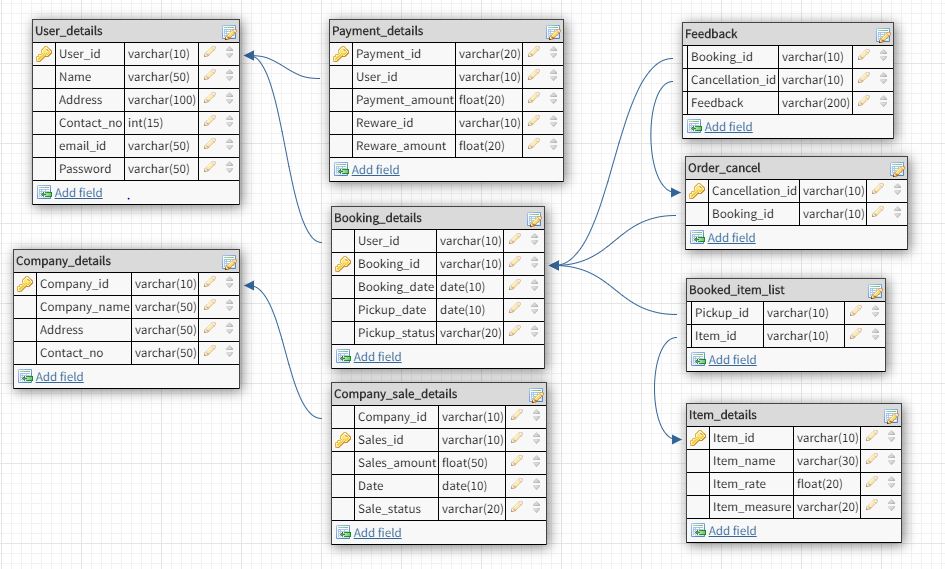 User_details
User_id varchar(10)
Name varchar(50)
Address varchar(100)
Contact_no int(15)
email_id varchar(50)
Password varchar(50)
Add field
Company_details
Company_id varchar(10)
Company_name varchar(50)
Address varchar(50)
Contact_no varchar(50)
Add field
Payment_details
Payment_id varchar(20)
User_id varchar(10)
Payment_amount float(20)
Reware_id varchar(10)
Reware_amount float(20)
Add field
Booking_details
User_id varchar(10)
Booking_id varchar(10)
Booking_date date(10)
Pickup_date date(10)
Pickup_status varchar(20)
Add field
Company_sale_details
Company_id varchar(10)
Sales_id varchar(10)
Sales_amount float(50)
Date date(10)
Sale_status varchar(20)
Add field
Feedback
Booking_id varchar(10)
Cancellation_id varchar(10)
Feedback varchar(200)
Add field
Order_cancel
Cancellation_id varchar(10)
Booking_id varchar(10)
Add field
Booked_item_list
Pickup_id varchar(10)
Item_id varchar(10)
Add field
Item_details
Item_id varchar(10)
Item_name varchar(30)
Item_rate float(20)
Item_measure varchar(20)
Add field